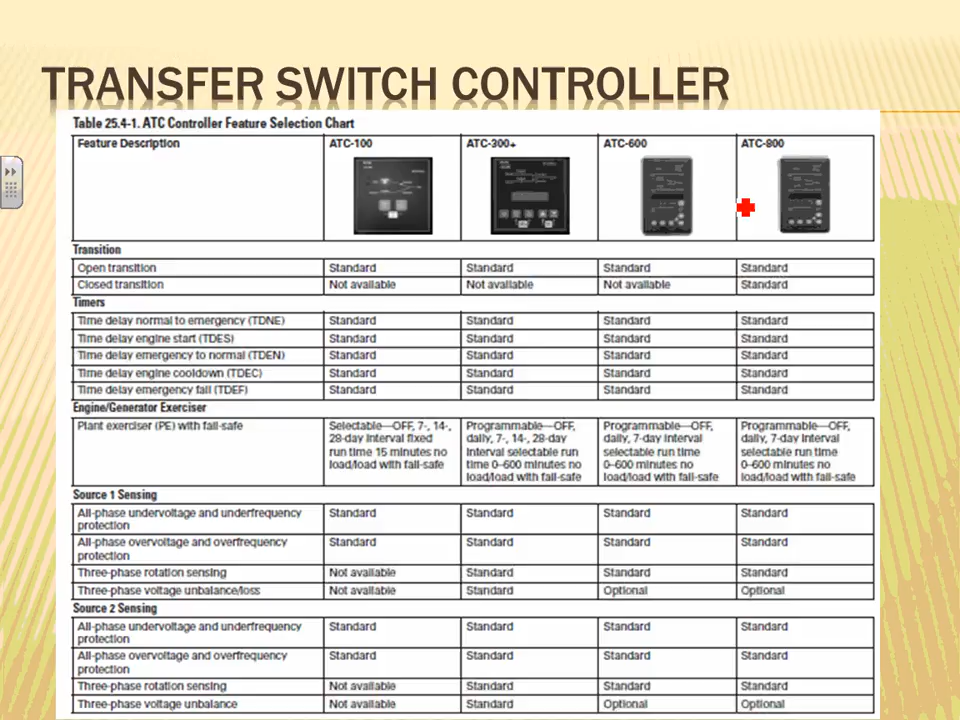 TRANSFER SWITCH CONTROLLER
Table 25.4-1. ATC Controller Feature Selection Chart
Feature Description ATC-100 ATC-300+ ATC-600 ATC-800
Transition
Open transition Standard Standard Standard Standard
Closed transition Not available Not available Not available Standard
Timers
Time delay normal to emergency (TDNE) Standard Standard Standard Standard
Time delay engine start (TDES) Standard Standard Standard Standard
Time delay emergency to normal (TDEN) Standard Standard Standard Standard
Time delay engine cooldown (TDEC) Standard Standard Standard Standard
Time delay emergency fail (TDEF) Standard Standard Standard Standard
Engine/Generator Exerciser
Plant exerciser (PE) with fail-safe Selectable—OFF, 7-, 14-, Programmable—OFF, Programmable—OFF, Programmable—OFF,
28-day interval fixed daily, 7-, 14-, 28-day daily, 7-day interval daily, 7-day interval
run time 15 minutes no interval selectable run selectable run time selectable run time
load/load with fail-safe time 0–600 minutes no 0–600 minutes no 0–600 minutes no
load/load with fail-safe load/load with fail-safe load/load with fail-safe
Source 1 Sensing
All-phase undervoltage and underfrequency Standard Standard Standard Standard
protection
All-phase overvoltage and overfrequency Standard Standard Standard Standard
protection
Three-phase rotation sensing Not available Standard Standard Standard
Three-phase voltage unbalance/loss Not available Standard Optional Optional
Source 2 Sensing
All-phase undervoltage and underfrequency Standard Standard Standard Standard
protection
All-phase overvoltage and overfrequency Standard Standard Standard Standard
protection
Three-phase rotation sensing Not available Standard Standard Standard
Three-phase voltage unbalance Not available Standard Optional Optional